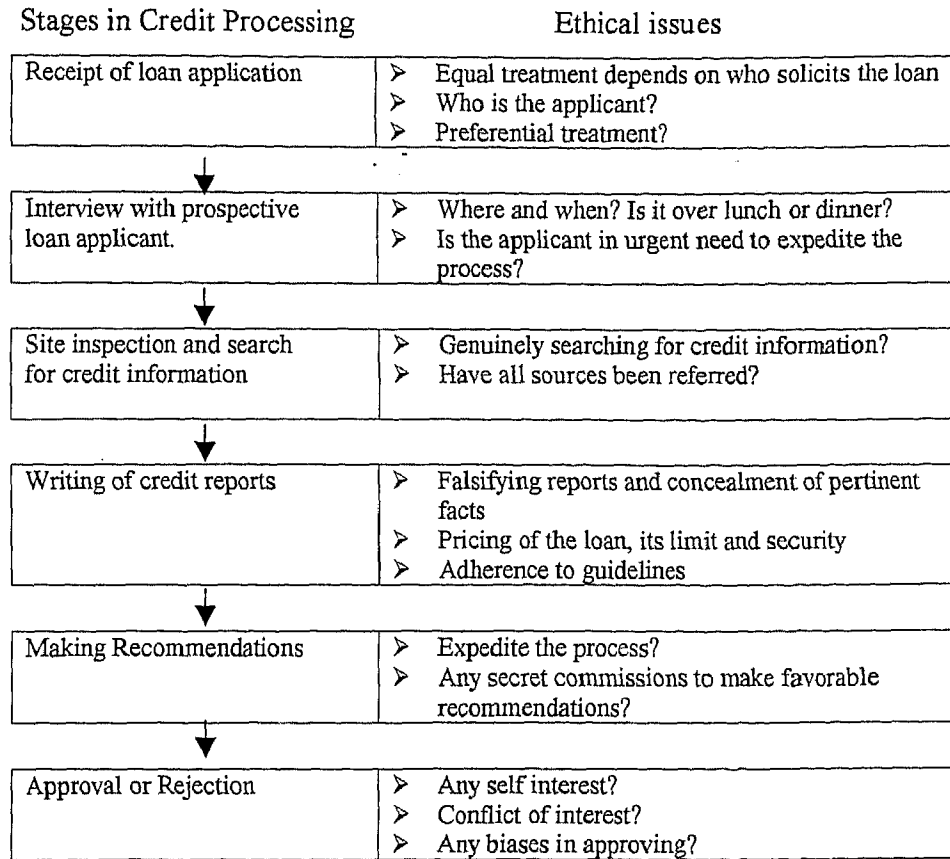 Stages in Credit Processing
Ethical issues
Receipt of loan application
➢ Equal treatment depends on who solicits the loan
➢ Who is the applicant?
➢ Preferential treatment?
Interview with prospective
loan applicant.
➢ Where and when? Is it over lunch or dinner?
➢ Is the applicant in urgent need to expedite the
process?
Site inspection and search
for credit information
➢ Genuinely searching for credit information?
➢ Have all sources been referred?
Writing of credit reports
➢ Falsifying reports and concealment of pertinent
facts
➢ Pricing of the loan, its limit and security
➢ Adherence to guidelines
Making Recommendations
➢ Expedite the process?
➢ Any secret commissions to make favorable
recommendations?
Approval or Rejection
➢ Any self interest?
➢ Conflict of interest?
➢ Any biases in approving?